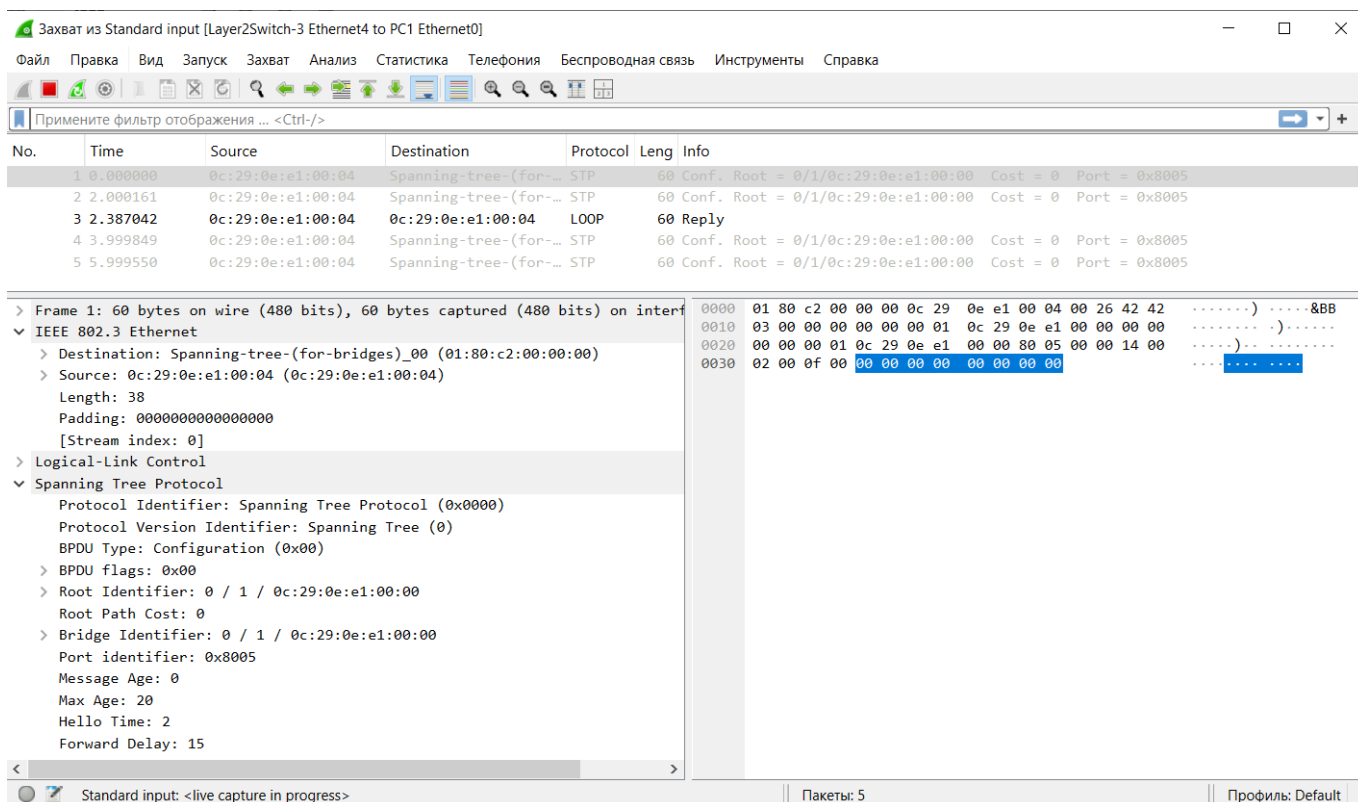 Захват из Standard input [Layer2Switch-3 Ethernet4 to PC1 Ethernet0]
Файл Правка Вид Запуск Захват Анализ Статистика Телефония Беспроводная связь Инструменты Справка
Примените фильтр отображения ... <Ctrl-/>
No. Time Source Destination Protocol Leng Info
1 0.000000 0c:29:0e:e1:00:04 Spanning-tree-(for-… STP 60 Conf. Root = 0/1/0c:29:0e:e1:00:00 Cost = 0 Port = 0x8005
2 2.000161 0c:29:0e:e1:00:04 Spanning-tree-(for-… STP 60 Conf. Root = 0/1/0c:29:0e:e1:00:00 Cost = 0 Port = 0x8005
3 2.387042 0c:29:0e:e1:00:04 0c:29:0e:e1:00:04 LOOP 60 Reply
4 3.999849 0c:29:0e:e1:00:04 Spanning-tree-(for-… STP 60 Conf. Root = 0/1/0c:29:0e:e1:00:00 Cost = 0 Port = 0x8005
5 5.999550 0c:29:0e:e1:00:04 Spanning-tree-(for-… STP 60 Conf. Root = 0/1/0c:29:0e:e1:00:00 Cost = 0 Port = 0x8005
Frame 1: 60 bytes on wire (480 bits), 60 bytes captured (480 bits) on interf
IEEE 802.3 Ethernet
Destination: Spanning-tree-(for-bridges)_00 (01:80:c2:00:00:00)
Source: 0c:29:0e:e1:00:04 (0c:29:0e:e1:00:04)
Length: 38
Padding: 0000000000000000
[Stream index: 0]
Logical-Link Control
Spanning Tree Protocol
Protocol Identifier: Spanning Tree Protocol (0x0000)
Protocol Version Identifier: Spanning Tree (0)
BPDU Type: Configuration (0x00)
BPDU flags: 0x00
Root Identifier: 0 / 1 / 0c:29:0e:e1:00:00
Root Path Cost: 0
Bridge Identifier: 0 / 1 / 0c:29:0e:e1:00:00
Port identifier: 0x8005
Message Age: 0
Max Age: 20
Hello Time: 2
Forward Delay: 15
0000 01 80 c2 00 00 00 0c 29 0e e1 00 04 00 26 42 42 ·······) ·····&BB
0010 03 00 00 00 00 00 00 01 0c 29 0e e1 00 00 00 00 ········ ·)······
0020 00 00 00 01 0c 29 0e e1 00 00 80 05 00 00 14 00 ·····)·· ········
0030 02 00 0f 00 00 00 00 00 00 00 00 00 ········ ····
Standard input: <live capture in progress>
Пакеты: 5
Профиль: Default